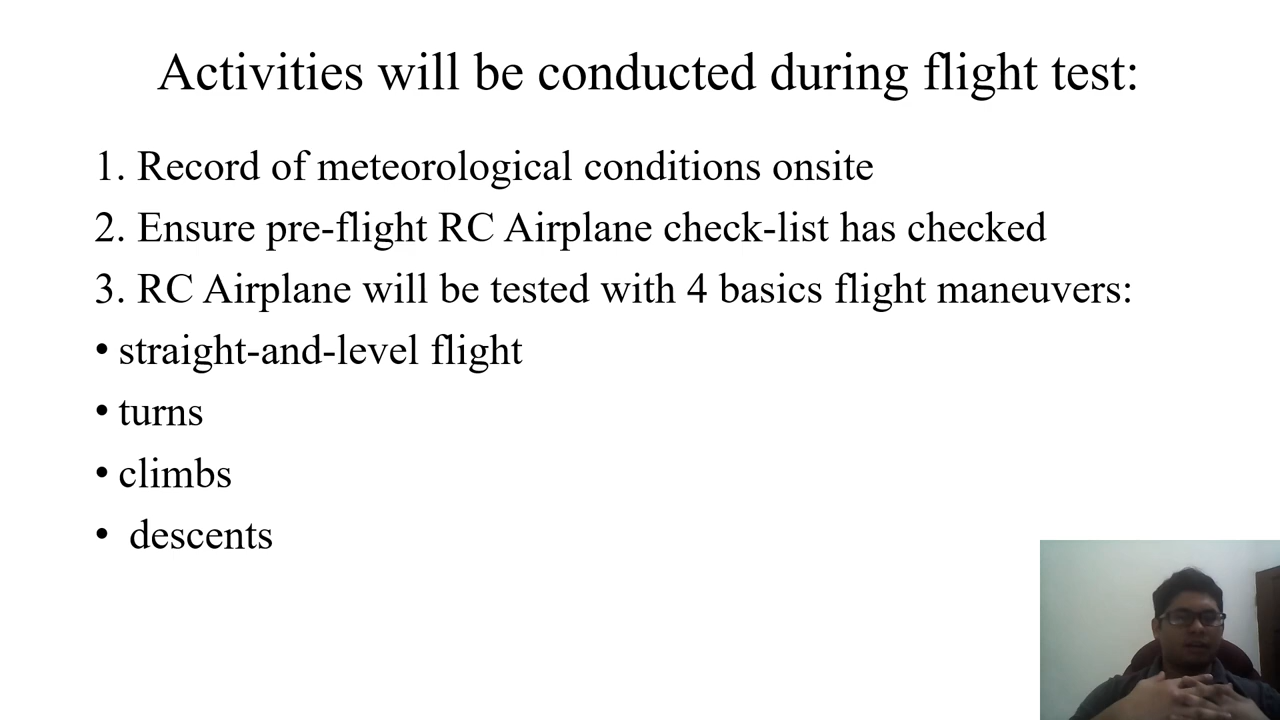 Activities will be conducted during flight test:
1. Record of meteorological conditions onsite
2. Ensure pre-flight RC Airplane check-list has checked
3. RC Airplane will be tested with 4 basics flight maneuvers:
• straight-and-level flight
• turns
• climbs
• descents